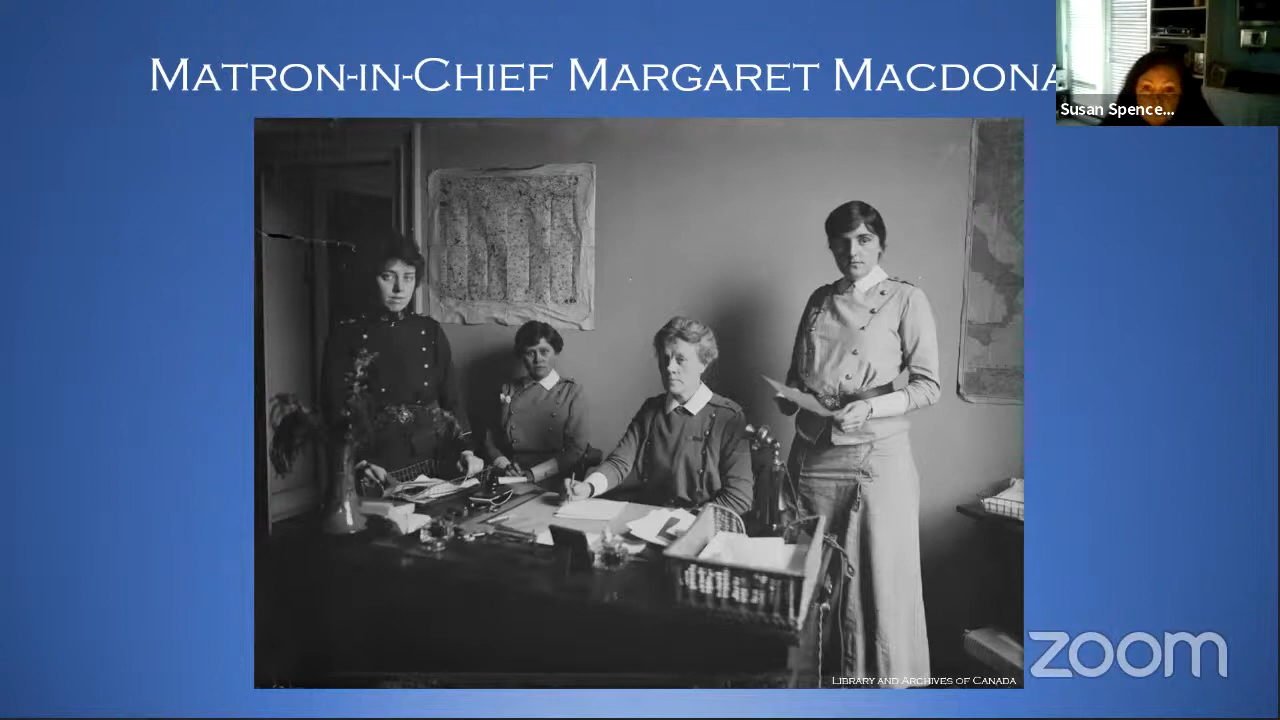 MATRON-IN-CHIEF MARGARET MACDONA
Susan Spence...
LIBRARY AND ARCHIVES OF CANADA
zoom